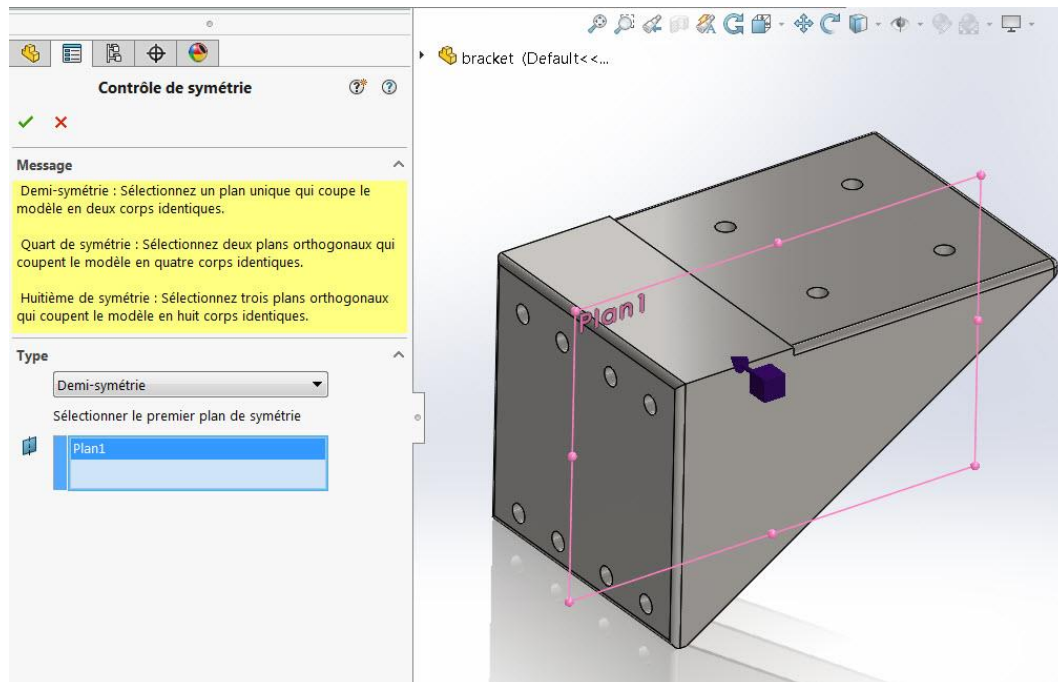 bracket (Default<<...
Contrôle de symétrie
Message
Demi-symétrie : Sélectionnez un plan unique qui coupe le
modèle en deux corps identiques.
Quart de symétrie : Sélectionnez deux plans orthogonaux qui
coupent le modèle en quatre corps identiques.
Huitième de symétrie : Sélectionnez trois plans orthogonaux
qui coupent le modèle en huit corps identiques.
Type
Demi-symétrie
Sélectionner le premier plan de symétrie
Plan1
Plan1